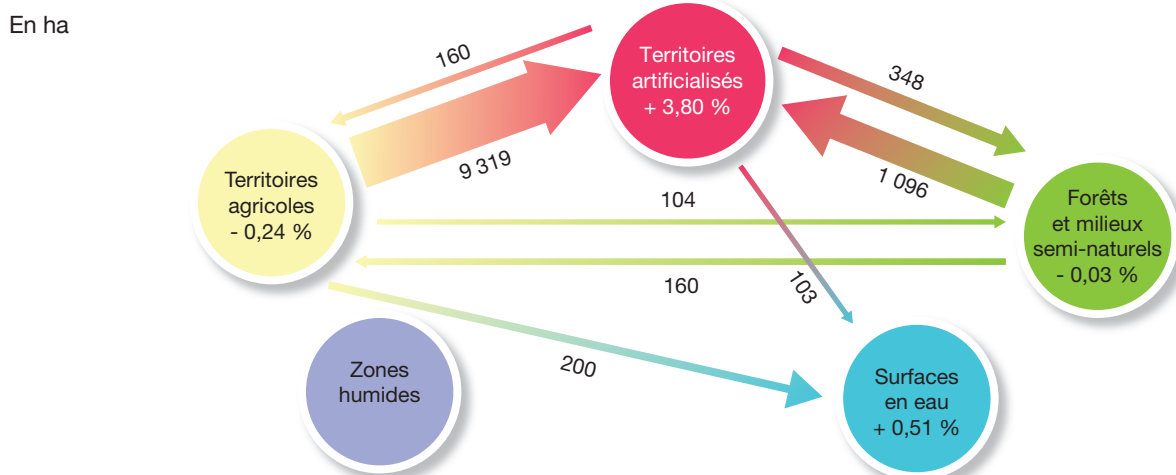 En ha
160
Territoires
artificialisés
+ 3,80 %
348
9 319
1 096
Territoires
agricoles
- 0,24 %
104
Forêts
et milieux
semi-naturels
- 0,03 %
160
103
200
Zones
humides
Surfaces
en eau
+ 0,51 %